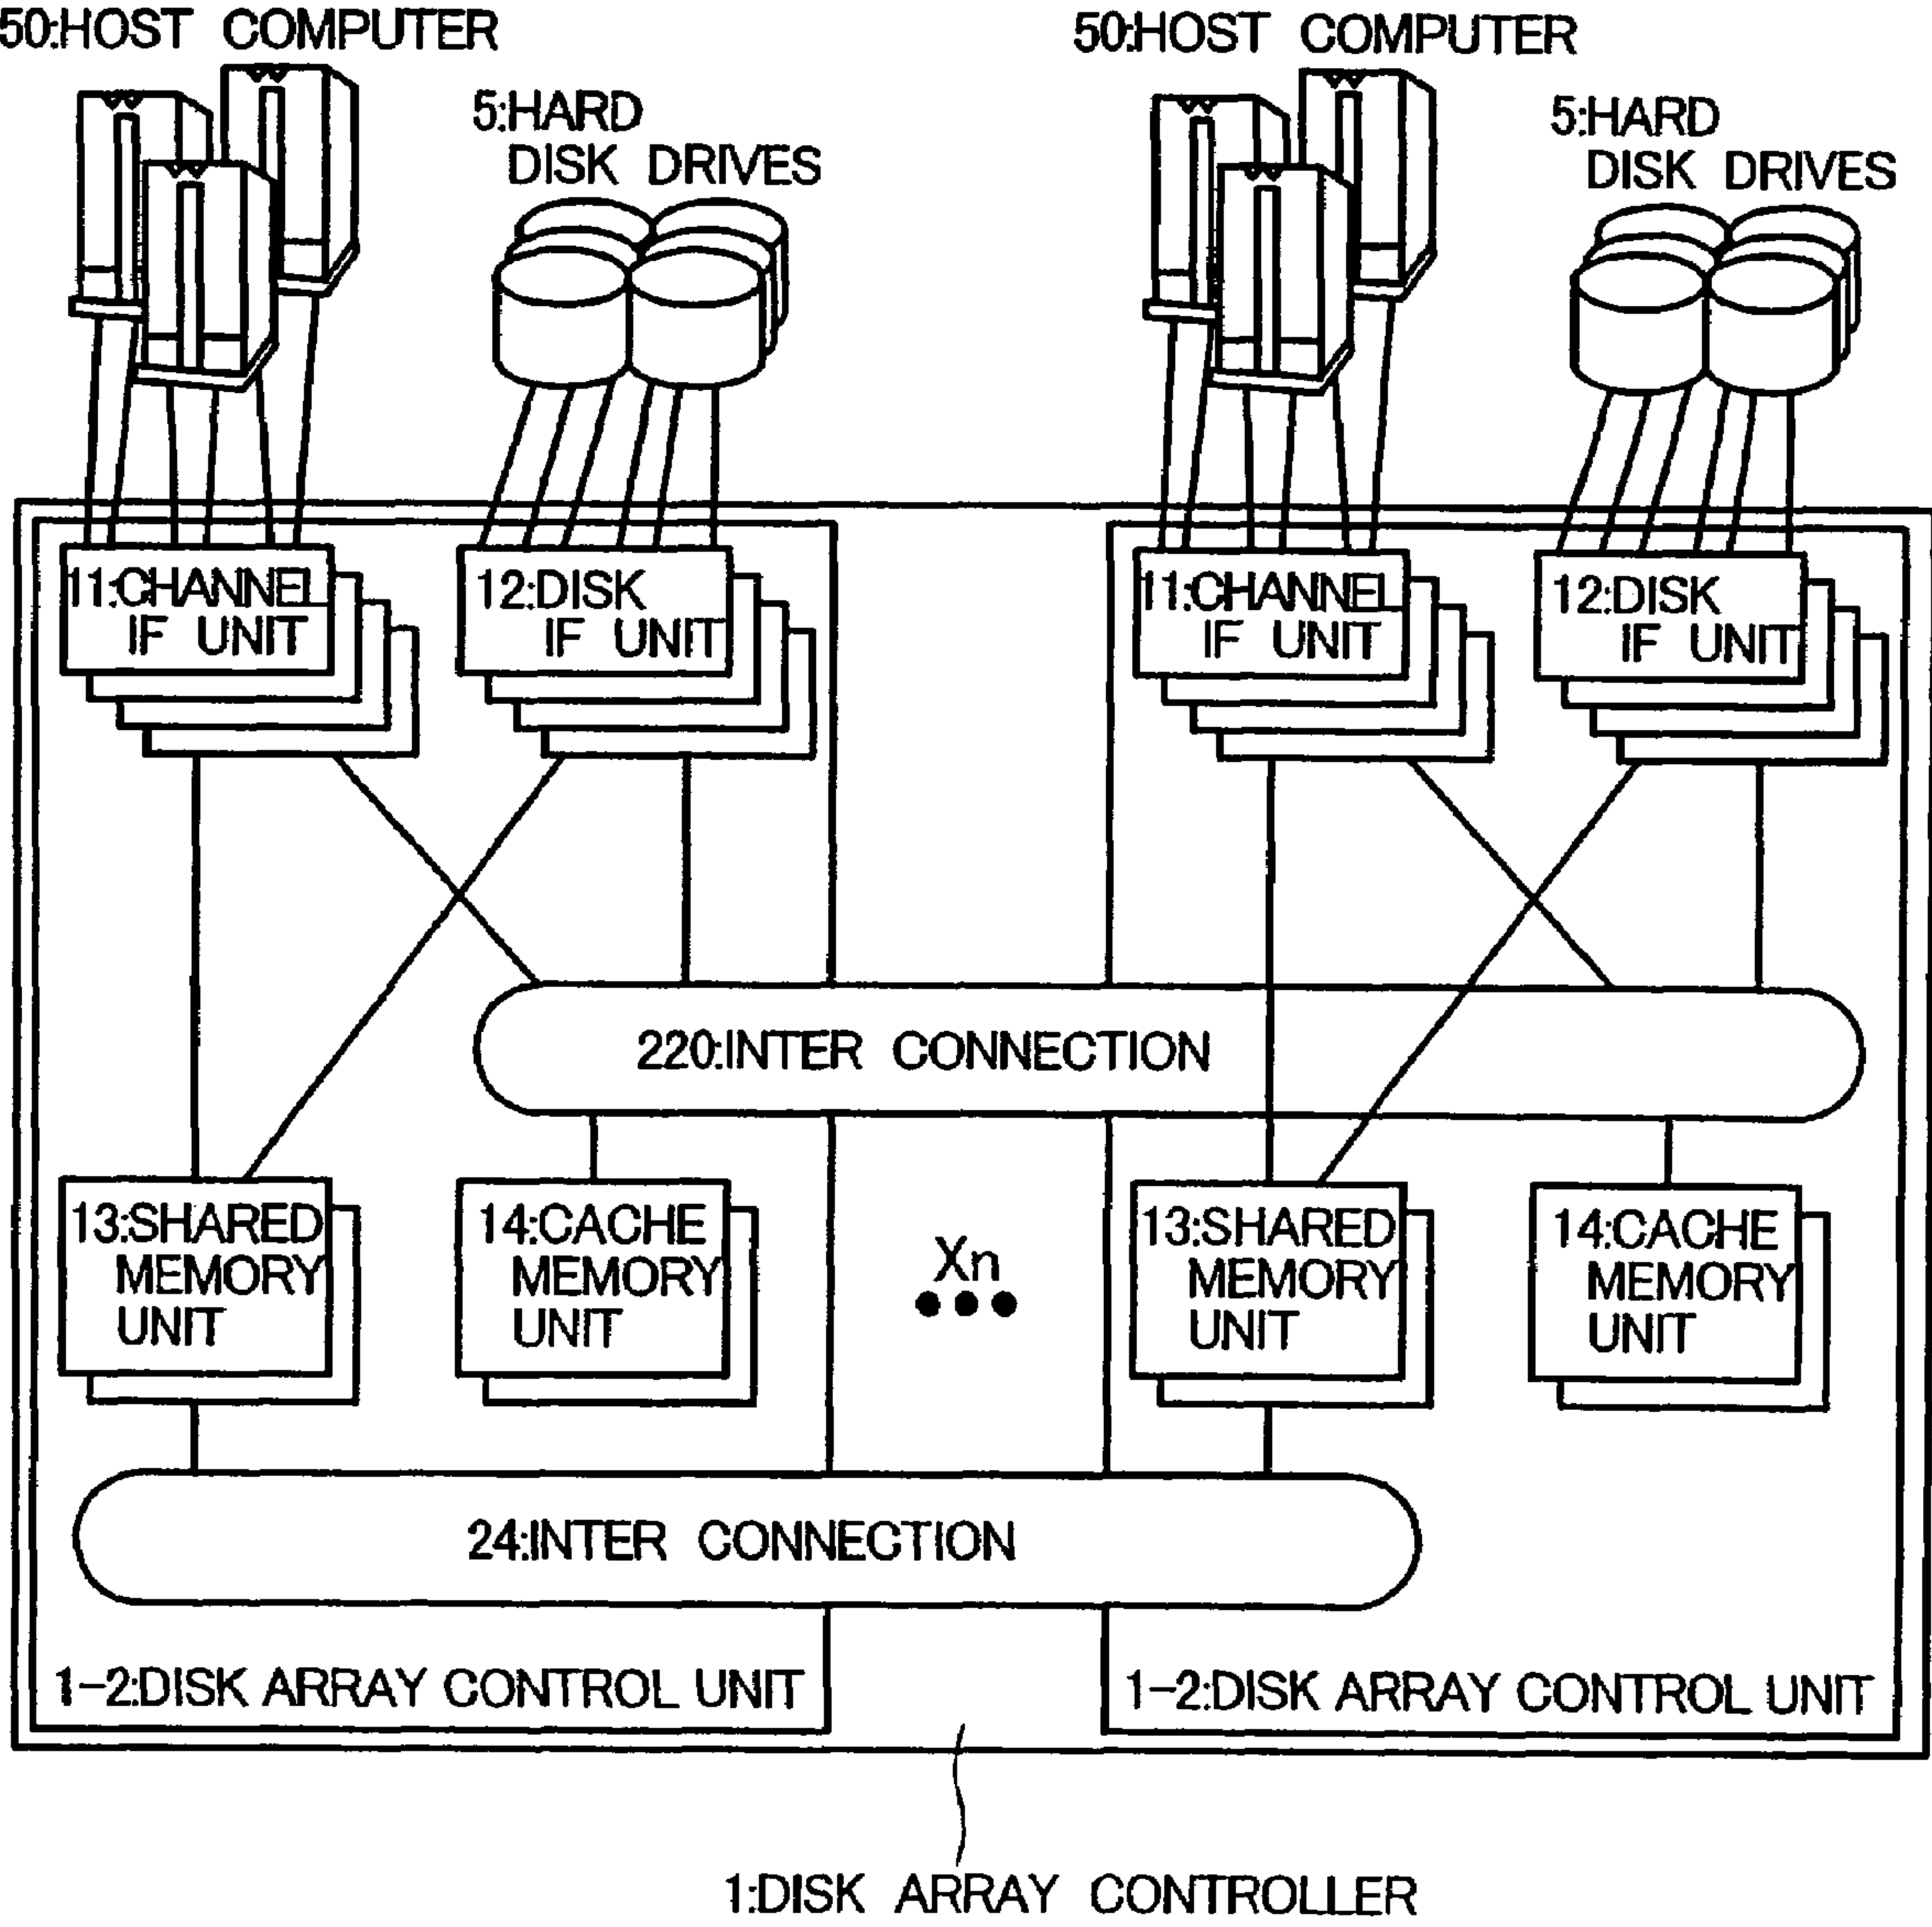 50:HOST COMPUTER
50:HOST COMPUTER
5:HARD
DISK DRIVES
5:HARD
DISK DRIVES
11:CHANNEL
IF UNIT
12:DISK
IF UNIT
11:CHANNEL
IF UNIT
12:DISK
IF UNIT
220:INTER CONNECTION
13:SHARED
MEMORY
UNIT
14:CACHE
MEMORY
UNIT
Xn
13:SHARED
MEMORY
UNIT
14:CACHE
MEMORY
UNIT
24:INTER CONNECTION
1-2:DISK ARRAY CONTROL UNIT
1-2:DISK ARRAY CONTROL UNIT
1:DISK ARRAY CONTROLLER